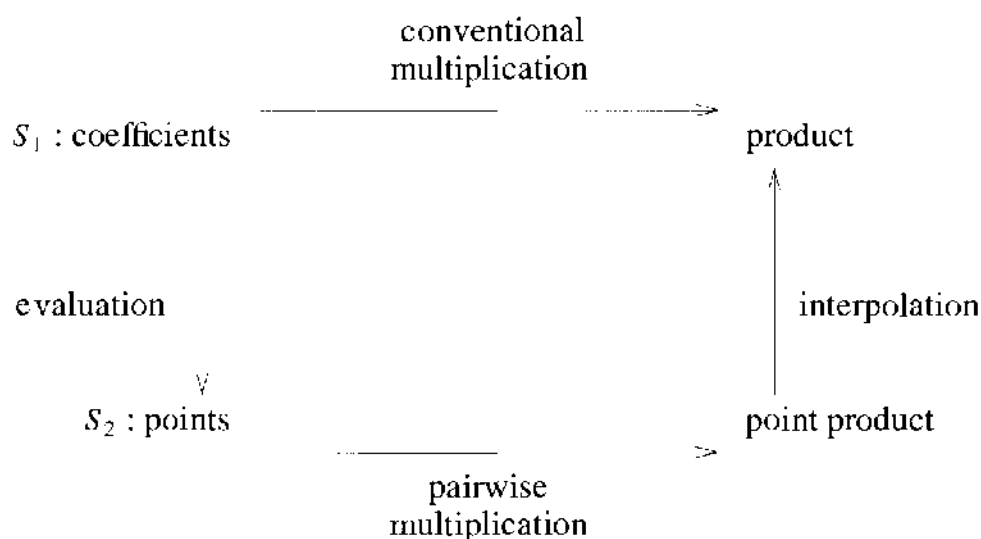 conventional
multiplication
S₁ : coefficients
product
evaluation
interpolation
S₂ : points
point product
pairwise
multiplication